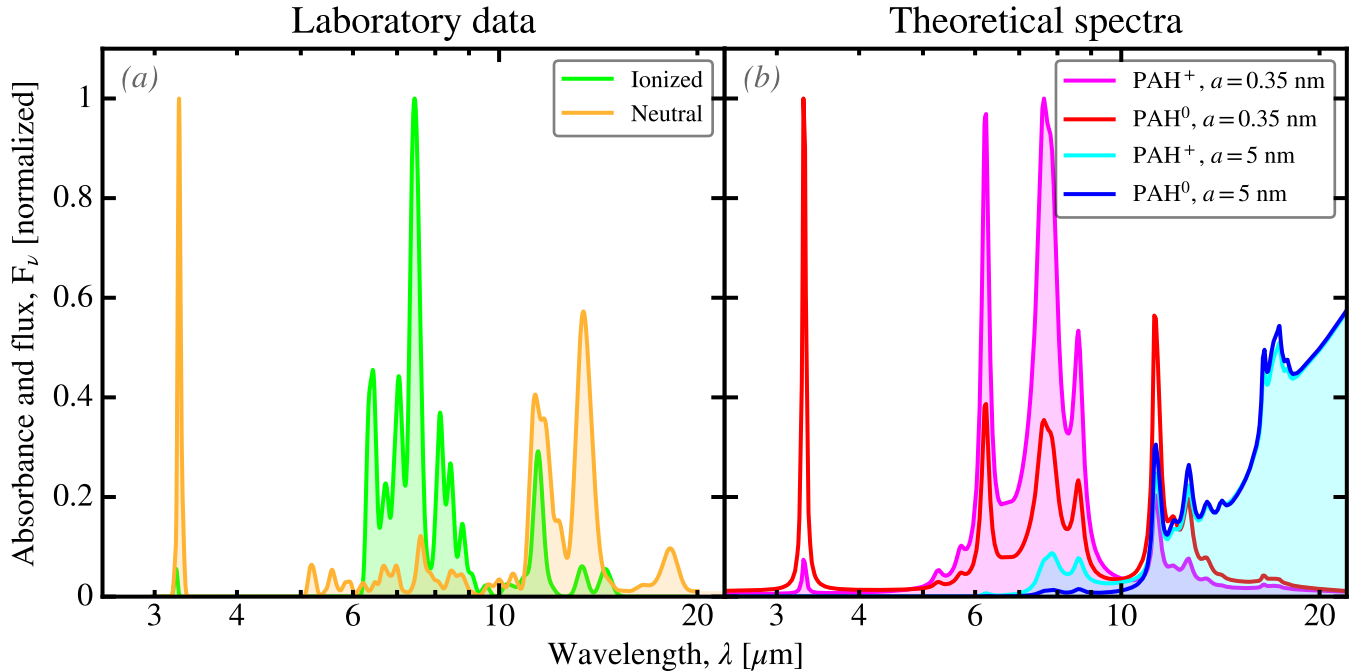 Laboratory data
Theoretical spectra
(a)
Ionized
Neutral
(b)
PAH⁺, a = 0.35 nm
PAH⁰, a = 0.35 nm
PAH⁺, a = 5 nm
PAH⁰, a = 5 nm
Absorbance and flux, Fν [normalized]
1
0.8
0.6
0.4
0.2
0
3 4 6 10 20
3 4 6 10 20
Wavelength, λ [μm]